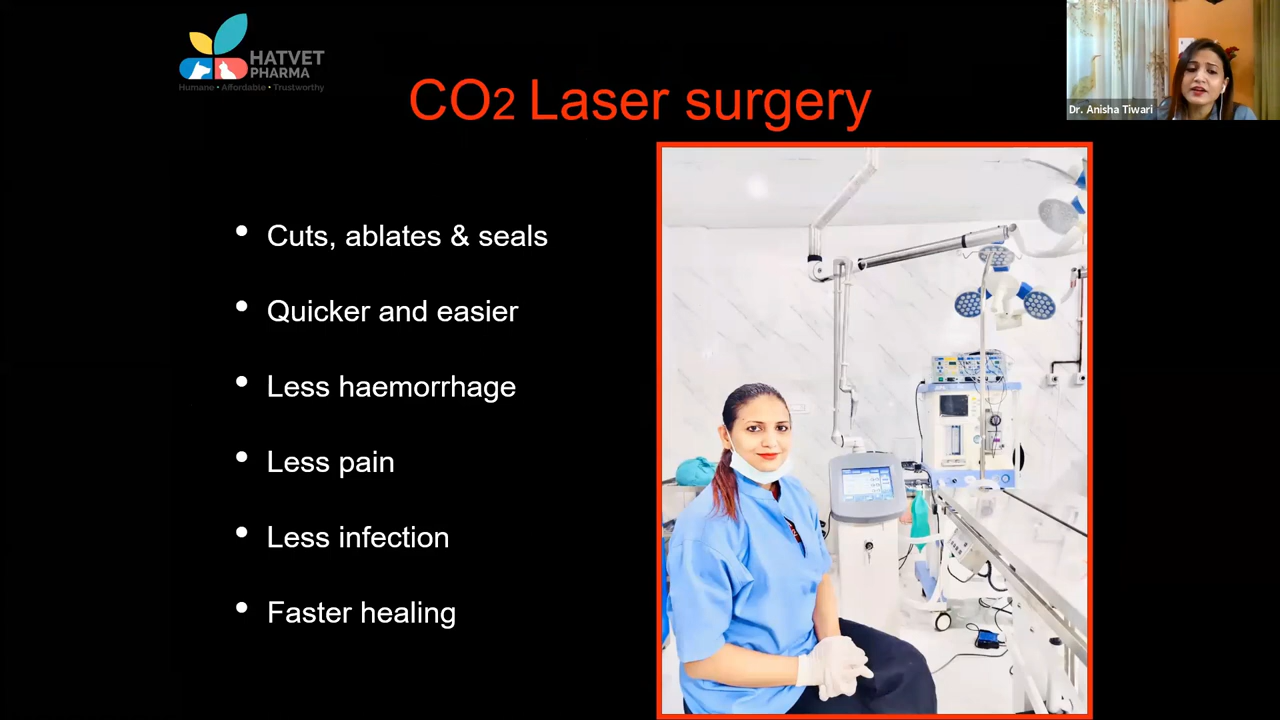 HATVET
PHARMA
Humane • Affordable • Trustworthy
CO2 Laser surgery
Dr. Anisha Tiwari
• Cuts, ablates & seals
• Quicker and easier
• Less haemorrhage
• Less pain
• Less infection
• Faster healing